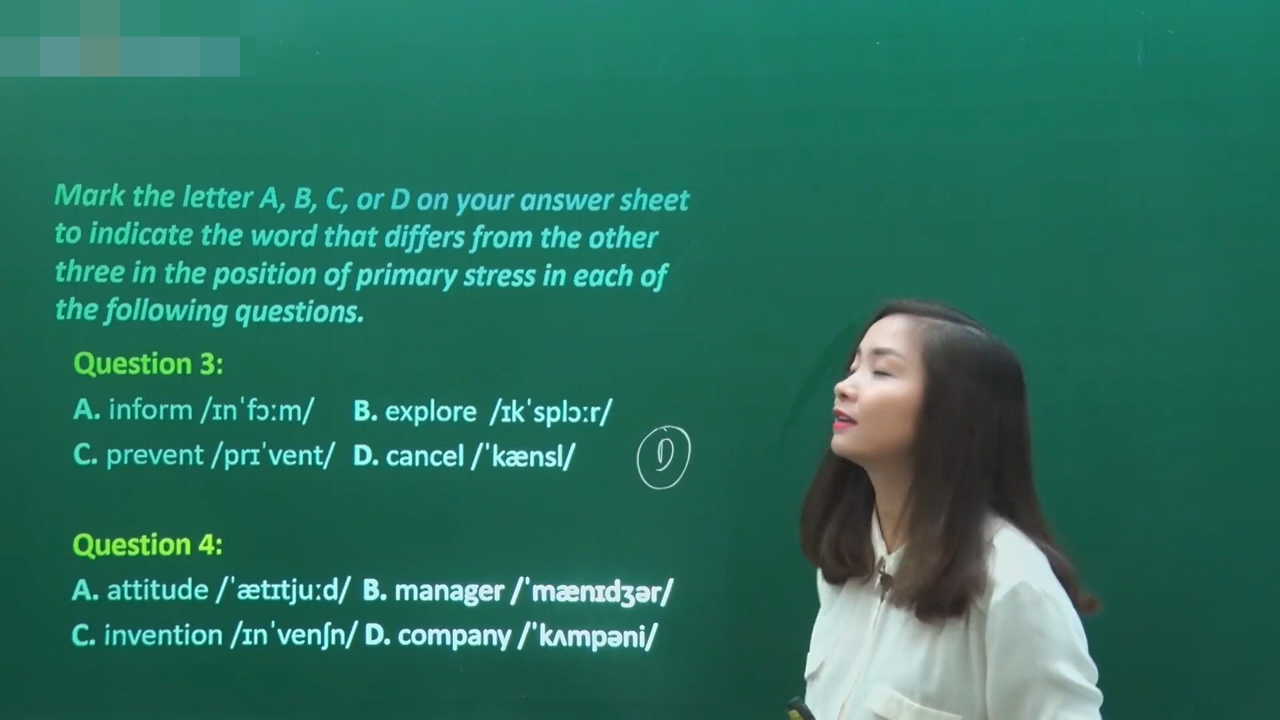 Mark the letter A, B, C, or D on your answer sheet
to indicate the word that differs from the other
three in the position of primary stress in each of
the following questions.
Question 3:
A. inform /ɪnˈfɔːm/ B. explore /ɪkˈsplɔːr/
C. prevent /prɪˈvent/ D. cancel /ˈkænsl/
D
Question 4:
A. attitude /ˈætɪtjuːd/ B. manager /ˈmænɪdʒər/
C. invention /ɪnˈvenʃn/ D. company /ˈkʌmpəni/